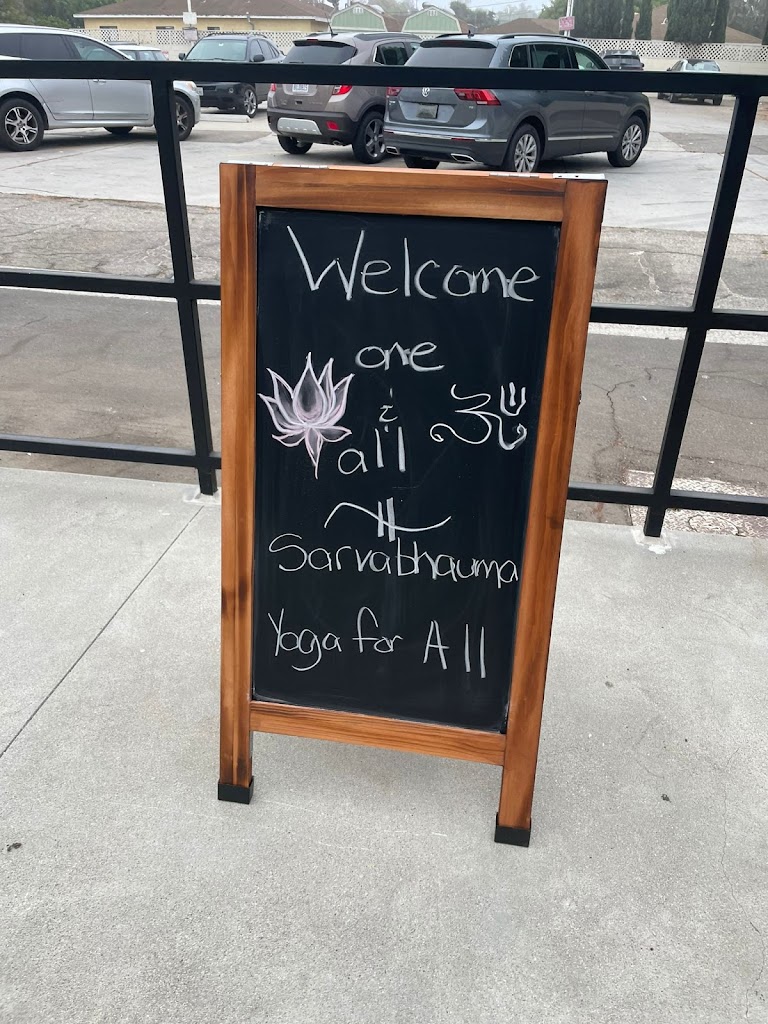 Welcome
one
&
all
ॐ
Sarvabhauma
Yoga for All